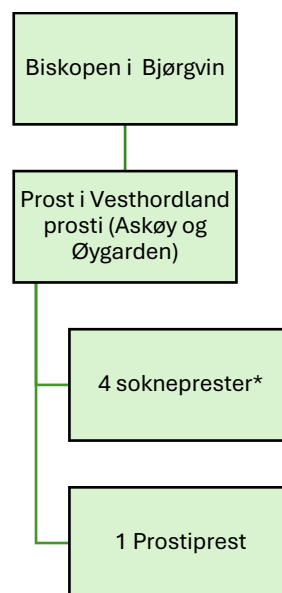 Biskopen i  Bjørgvin
Prost i Vesthordland
prosti (Askøy og
Øygarden)
4 sokneprester*
1 Prostiprest